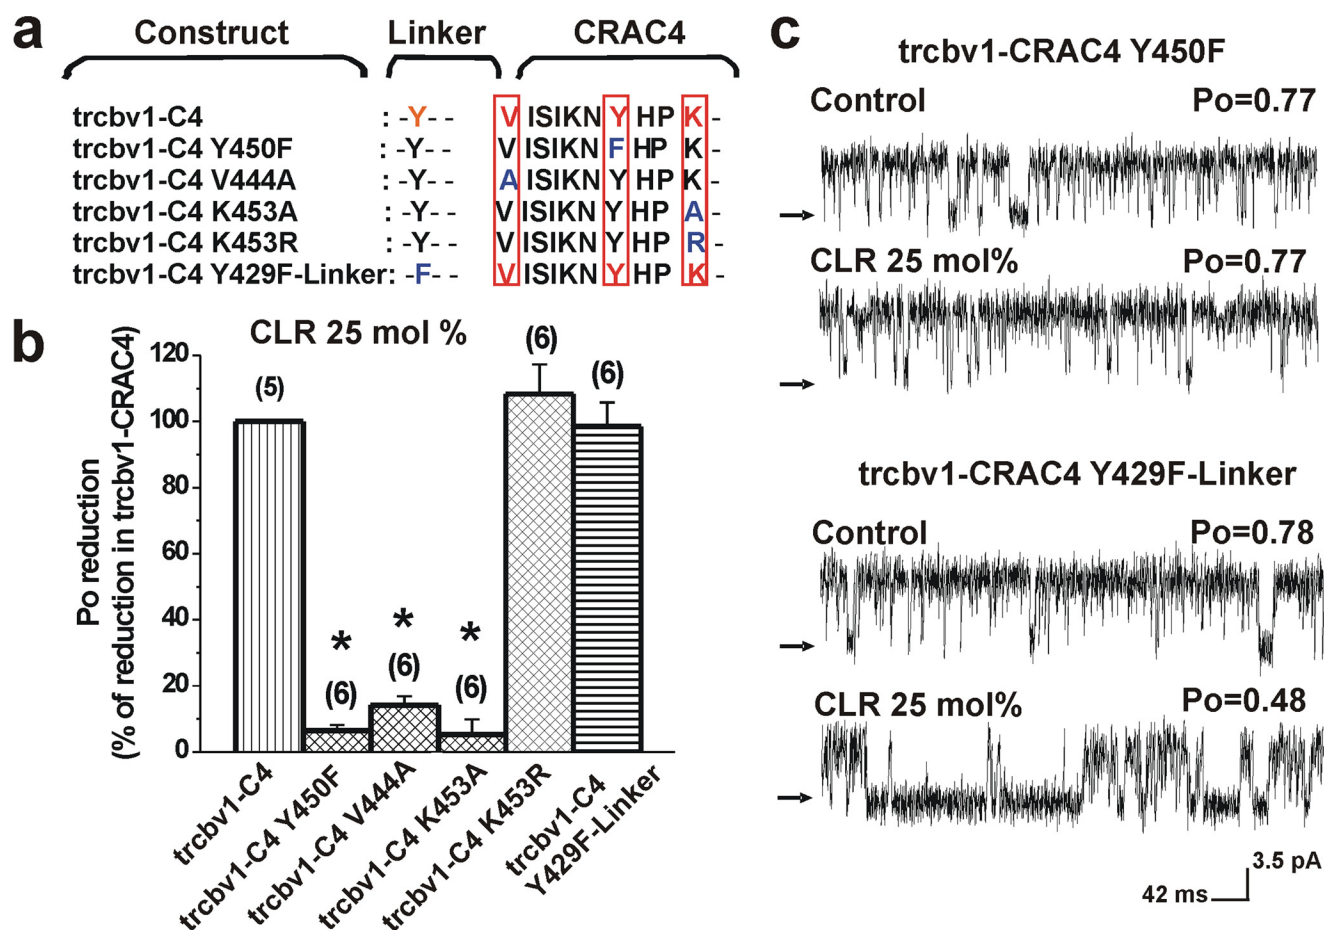 a
Construct Linker CRAC4
trcbv1-C4 : -Y- - V ISIKN Y HP K -
trcbv1-C4 Y450F : -Y- - V ISIKN F HP K -
trcbv1-C4 V444A : -Y- - A ISIKN Y HP K -
trcbv1-C4 K453A : -Y- - V ISIKN Y HP A -
trcbv1-C4 K453R : -Y- - V ISIKN Y HP R -
trcbv1-C4 Y429F-Linker: -F- - V ISIKN Y HP K -
b
CLR 25 mol %
Po reduction
(% of reduction in trcbv1-CRAC4)
120
100
80
60
40
20
0
(5)
*
(6)
*
(6)
*
(6)
(6)
(6)
trcbv1-C4
trcbv1-C4 Y450F
trcbv1-C4 V444A
trcbv1-C4 K453A
trcbv1-C4 K453R
trcbv1-C4
Y429F-Linker
c
trcbv1-CRAC4 Y450F
Control Po=0.77
CLR 25 mol% Po=0.77
trcbv1-CRAC4 Y429F-Linker
Control Po=0.78
CLR 25 mol% Po=0.48
3.5 pA
42 ms